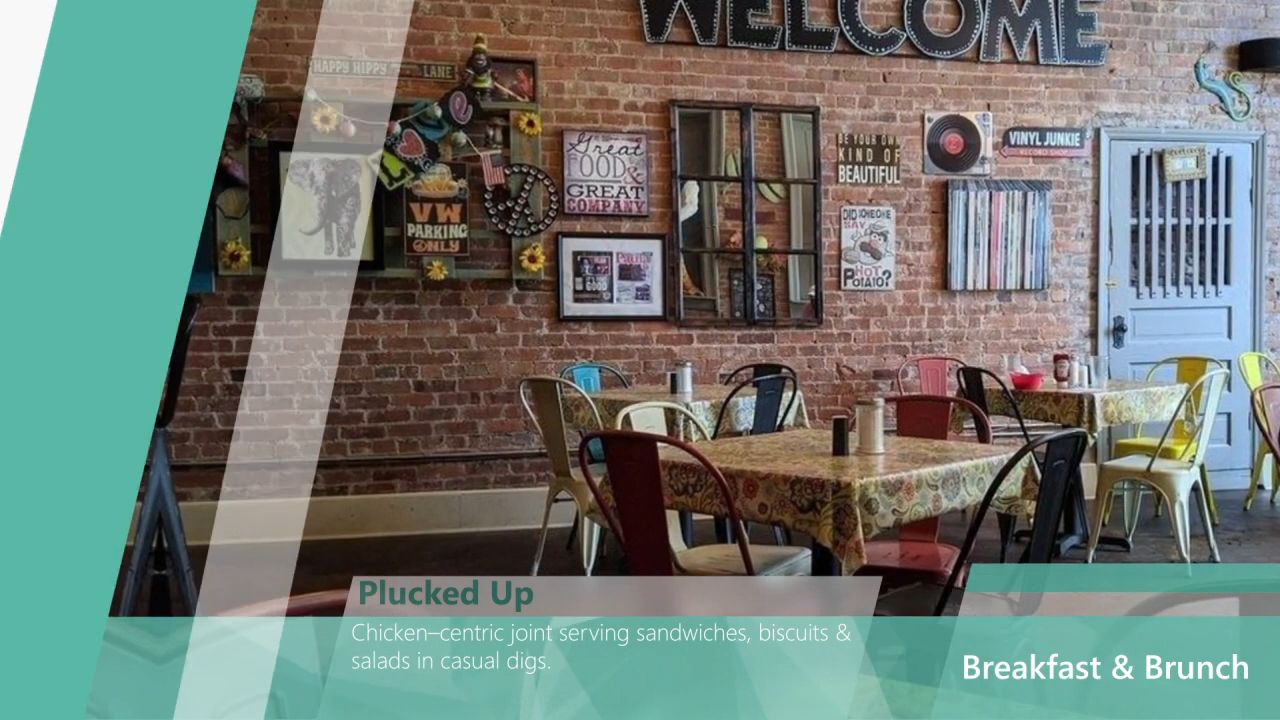 WELCOME
HAPPY HIPPY LANE
Great
FOOD &
GREAT
COMPANY
BE YOUR OWN
KIND OF
BEAUTIFUL
VINYL JUNKIE
RECORD SHOP
VW
PARKING
ONLY
DID SOMEONE
SAY
HOT
POTATO?
Plucked Up
Chicken–centric joint serving sandwiches, biscuits &
salads in casual digs.
Breakfast & Brunch